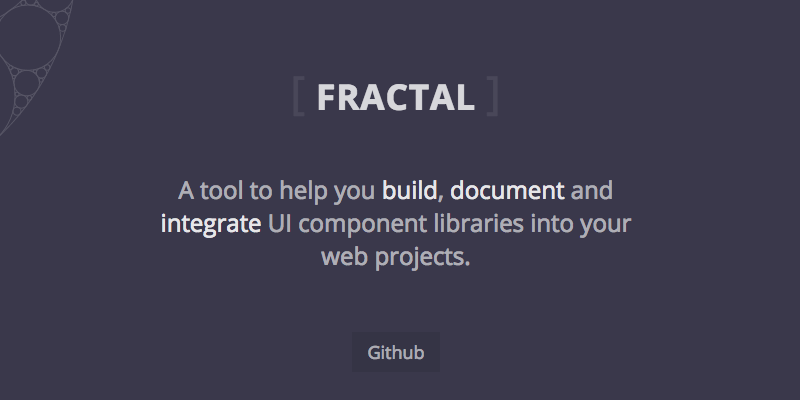 [ FRACTAL ]
A tool to help you build, document and
integrate UI component libraries into your
web projects.
Github